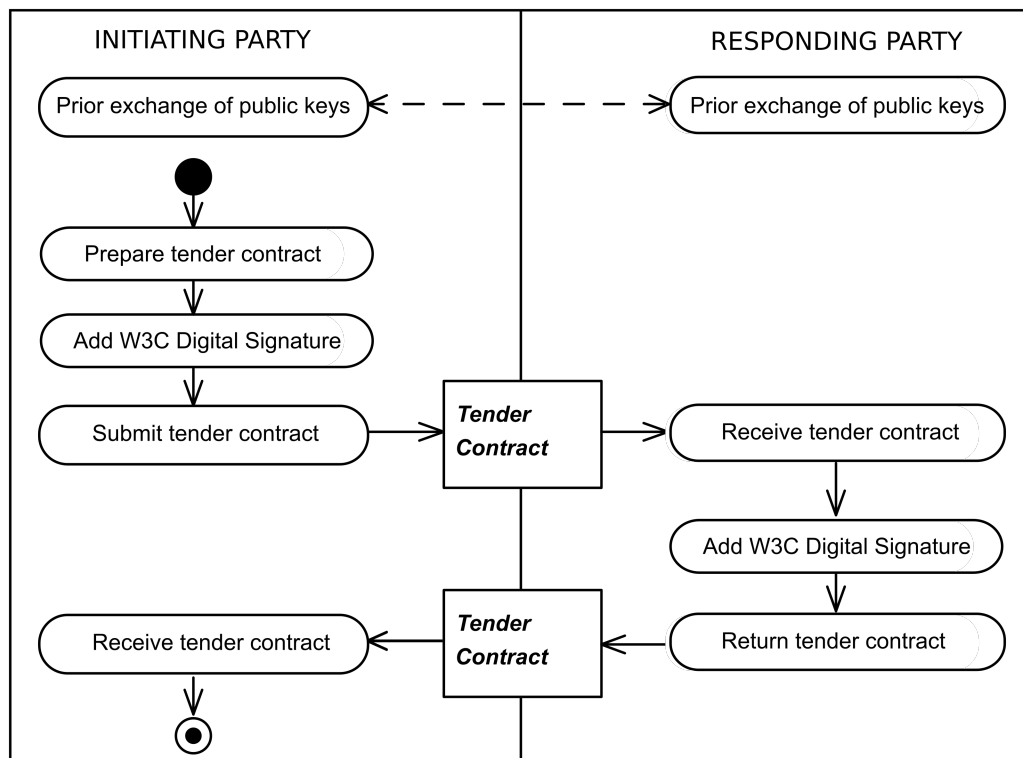 INITIATING PARTY
RESPONDING PARTY
Prior exchange of public keys
Prior exchange of public keys
Prepare tender contract
Add W3C Digital Signature
Submit tender contract
Tender
Contract
Receive tender contract
Add W3C Digital Signature
Return tender contract
Tender
Contract
Receive tender contract